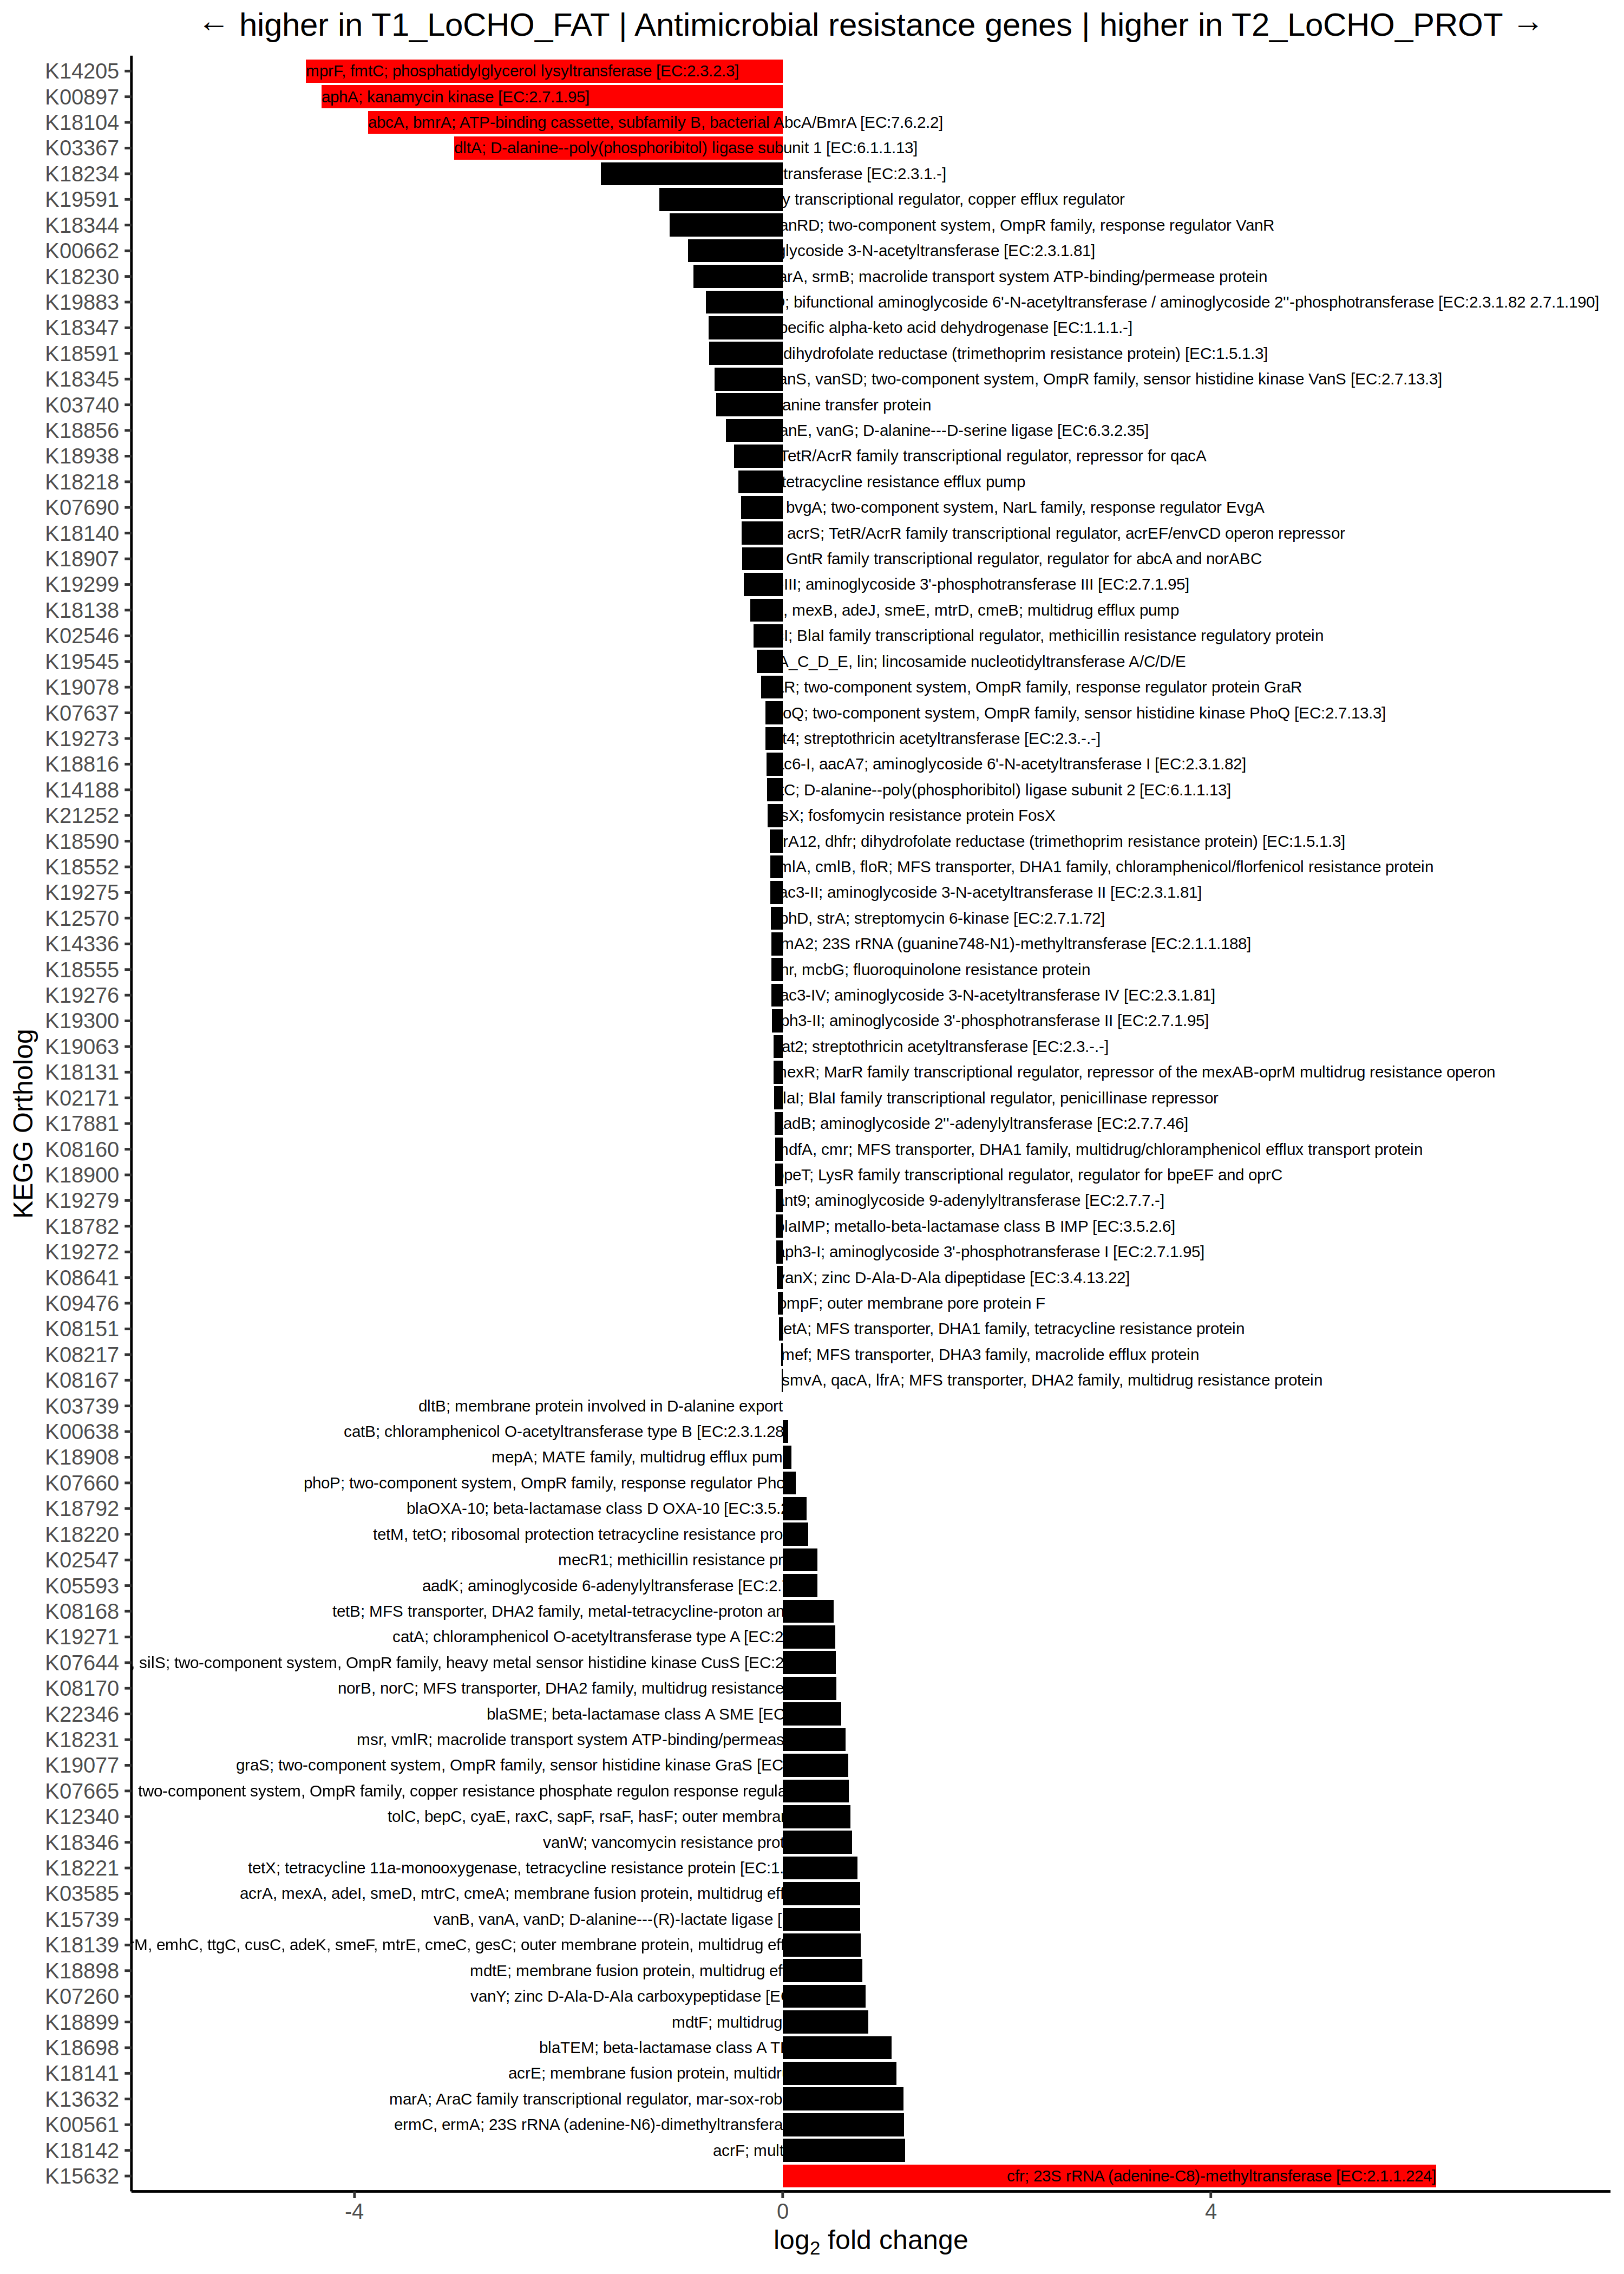 ← higher in T1_LoCHO_FAT | Antimicrobial resistance genes | higher in T2_LoCHO_PROT →
KEGG Ortholog
K14205 mprF, fmtC; phosphatidylglycerol lysyltransferase [EC:2.3.2.3]
K00897 aphA; kanamycin kinase [EC:2.7.1.95]
K18104 abcA, bmrA; ATP-binding cassette, subfamily B, bacterial AbcA/BmrA [EC:7.6.2.2]
K03367 dltA; D-alanine--poly(phosphoribitol) ligase subunit 1 [EC:6.1.1.13]
K18234 transferase [EC:2.3.1.-]
K19591 y transcriptional regulator, copper efflux regulator
K18344 anRD; two-component system, OmpR family, response regulator VanR
K00662 glycoside 3-N-acetyltransferase [EC:2.3.1.81]
K18230 arA, srmB; macrolide transport system ATP-binding/permease protein
K19883 ; bifunctional aminoglycoside 6'-N-acetyltransferase / aminoglycoside 2''-phosphotransferase [EC:2.3.1.82 2.7.1.190]
K18347 pecific alpha-keto acid dehydrogenase [EC:1.1.1.-]
K18591 dihydrofolate reductase (trimethoprim resistance protein) [EC:1.5.1.3]
K18345 anS, vanSD; two-component system, OmpR family, sensor histidine kinase VanS [EC:2.7.13.3]
K03740 anine transfer protein
K18856 anE, vanG; D-alanine---D-serine ligase [EC:6.3.2.35]
K18938 TetR/AcrR family transcriptional regulator, repressor for qacA
K18218 tetracycline resistance efflux pump
K07690 bvgA; two-component system, NarL family, response regulator EvgA
K18140 acrS; TetR/AcrR family transcriptional regulator, acrEF/envCD operon repressor
K18907 GntR family transcriptional regulator, regulator for abcA and norABC
K19299 III; aminoglycoside 3'-phosphotransferase III [EC:2.7.1.95]
K18138 , mexB, adeJ, smeE, mtrD, cmeB; multidrug efflux pump
K02546 I; BlaI family transcriptional regulator, methicillin resistance regulatory protein
K19545 A_C_D_E, lin; lincosamide nucleotidyltransferase A/C/D/E
K19078 R; two-component system, OmpR family, response regulator protein GraR
K07637 oQ; two-component system, OmpR family, sensor histidine kinase PhoQ [EC:2.7.13.3]
K19273 t4; streptothricin acetyltransferase [EC:2.3.-.-]
K18816 c6-I, aacA7; aminoglycoside 6'-N-acetyltransferase I [EC:2.3.1.82]
K14188 C; D-alanine--poly(phosphoribitol) ligase subunit 2 [EC:6.1.1.13]
K21252 sX; fosfomycin resistance protein FosX
K18590 rA12, dhfr; dihydrofolate reductase (trimethoprim resistance protein) [EC:1.5.1.3]
K18552 mlA, cmlB, floR; MFS transporter, DHA1 family, chloramphenicol/florfenicol resistance protein
K19275 ac3-II; aminoglycoside 3-N-acetyltransferase II [EC:2.3.1.81]
K12570 phD, strA; streptomycin 6-kinase [EC:2.7.1.72]
K14336 mA2; 23S rRNA (guanine748-N1)-methyltransferase [EC:2.1.1.188]
K18555 nr, mcbG; fluoroquinolone resistance protein
K19276 ac3-IV; aminoglycoside 3-N-acetyltransferase IV [EC:2.3.1.81]
K19300 ph3-II; aminoglycoside 3'-phosphotransferase II [EC:2.7.1.95]
K19063 at2; streptothricin acetyltransferase [EC:2.3.-.-]
K18131 mexR; MarR family transcriptional regulator, repressor of the mexAB-oprM multidrug resistance operon
K02171 laI; BlaI family transcriptional regulator, penicillinase repressor
K17881 adB; aminoglycoside 2''-adenylyltransferase [EC:2.7.7.46]
K08160 mdfA, cmr; MFS transporter, DHA1 family, multidrug/chloramphenicol efflux transport protein
K18900 bpeT; LysR family transcriptional regulator, regulator for bpeEF and oprC
K19279 ant9; aminoglycoside 9-adenylyltransferase [EC:2.7.7.-]
K18782 blaIMP; metallo-beta-lactamase class B IMP [EC:3.5.2.6]
K19272 aph3-I; aminoglycoside 3'-phosphotransferase I [EC:2.7.1.95]
K08641 vanX; zinc D-Ala-D-Ala dipeptidase [EC:3.4.13.22]
K09476 ompF; outer membrane pore protein F
K08151 tetA; MFS transporter, DHA1 family, tetracycline resistance protein
K08217 mef; MFS transporter, DHA3 family, macrolide efflux protein
K08167 smvA, qacA, lfrA; MFS transporter, DHA2 family, multidrug resistance protein
K03739 dltB; membrane protein involved in D-alanine export
K00638 catB; chloramphenicol O-acetyltransferase type B [EC:2.3.1.28
K18908 mepA; MATE family, multidrug efflux pum
K07660 phoP; two-component system, OmpR family, response regulator Pho
K18792 blaOXA-10; beta-lactamase class D OXA-10 [EC:3.5.2
K18220 tetM, tetO; ribosomal protection tetracycline resistance pro
K02547 mecR1; methicillin resistance pr
K05593 aadK; aminoglycoside 6-adenylyltransferase [EC:2.
K08168 tetB; MFS transporter, DHA2 family, metal-tetracycline-proton an
K19271 catA; chloramphenicol O-acetyltransferase type A [EC:2
K07644 , silS; two-component system, OmpR family, heavy metal sensor histidine kinase CusS [EC:2
K08170 norB, norC; MFS transporter, DHA2 family, multidrug resistance
K22346 blaSME; beta-lactamase class A SME [EC
K18231 msr, vmlR; macrolide transport system ATP-binding/permeas
K19077 graS; two-component system, OmpR family, sensor histidine kinase GraS [EC
K07665 two-component system, OmpR family, copper resistance phosphate regulon response regula
K12340 tolC, bepC, cyaE, raxC, sapF, rsaF, hasF; outer membran
K18346 vanW; vancomycin resistance prot
K18221 tetX; tetracycline 11a-monooxygenase, tetracycline resistance protein [EC:1.
K03585 acrA, mexA, adeI, smeD, mtrC, cmeA; membrane fusion protein, multidrug eff
K15739 vanB, vanA, vanD; D-alanine---(R)-lactate ligase [
K18139 rM, emhC, ttgC, cusC, adeK, smeF, mtrE, cmeC, gesC; outer membrane protein, multidrug eff
K18898 mdtE; membrane fusion protein, multidrug ef
K07260 vanY; zinc D-Ala-D-Ala carboxypeptidase [E
K18899 mdtF; multidrug
K18698 blaTEM; beta-lactamase class A T
K18141 acrE; membrane fusion protein, multidr
K13632 marA; AraC family transcriptional regulator, mar-sox-rob
K00561 ermC, ermA; 23S rRNA (adenine-N6)-dimethyltransfera
K18142 acrF; mult
K15632 cfr; 23S rRNA (adenine-C8)-methyltransferase [EC:2.1.1.224]
-4 0 4
log2 fold change